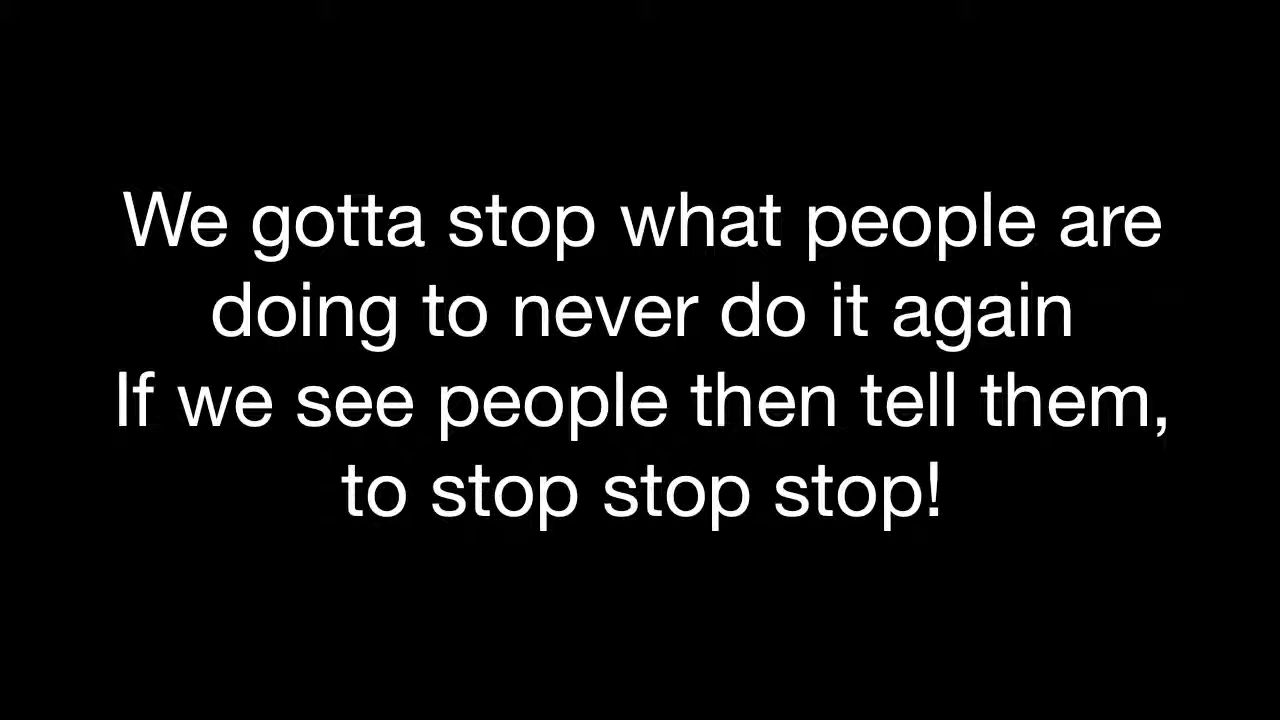 We gotta stop what people are
doing to never do it again
If we see people then tell them,
to stop stop stop!